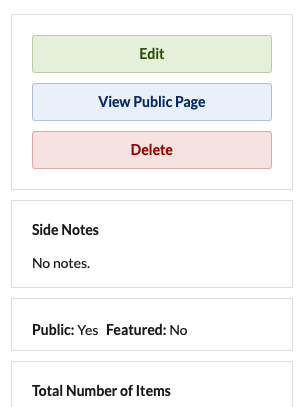 Edit
View Public Page
Delete
Side Notes
No notes.
Public: Yes Featured: No
Total Number of Items